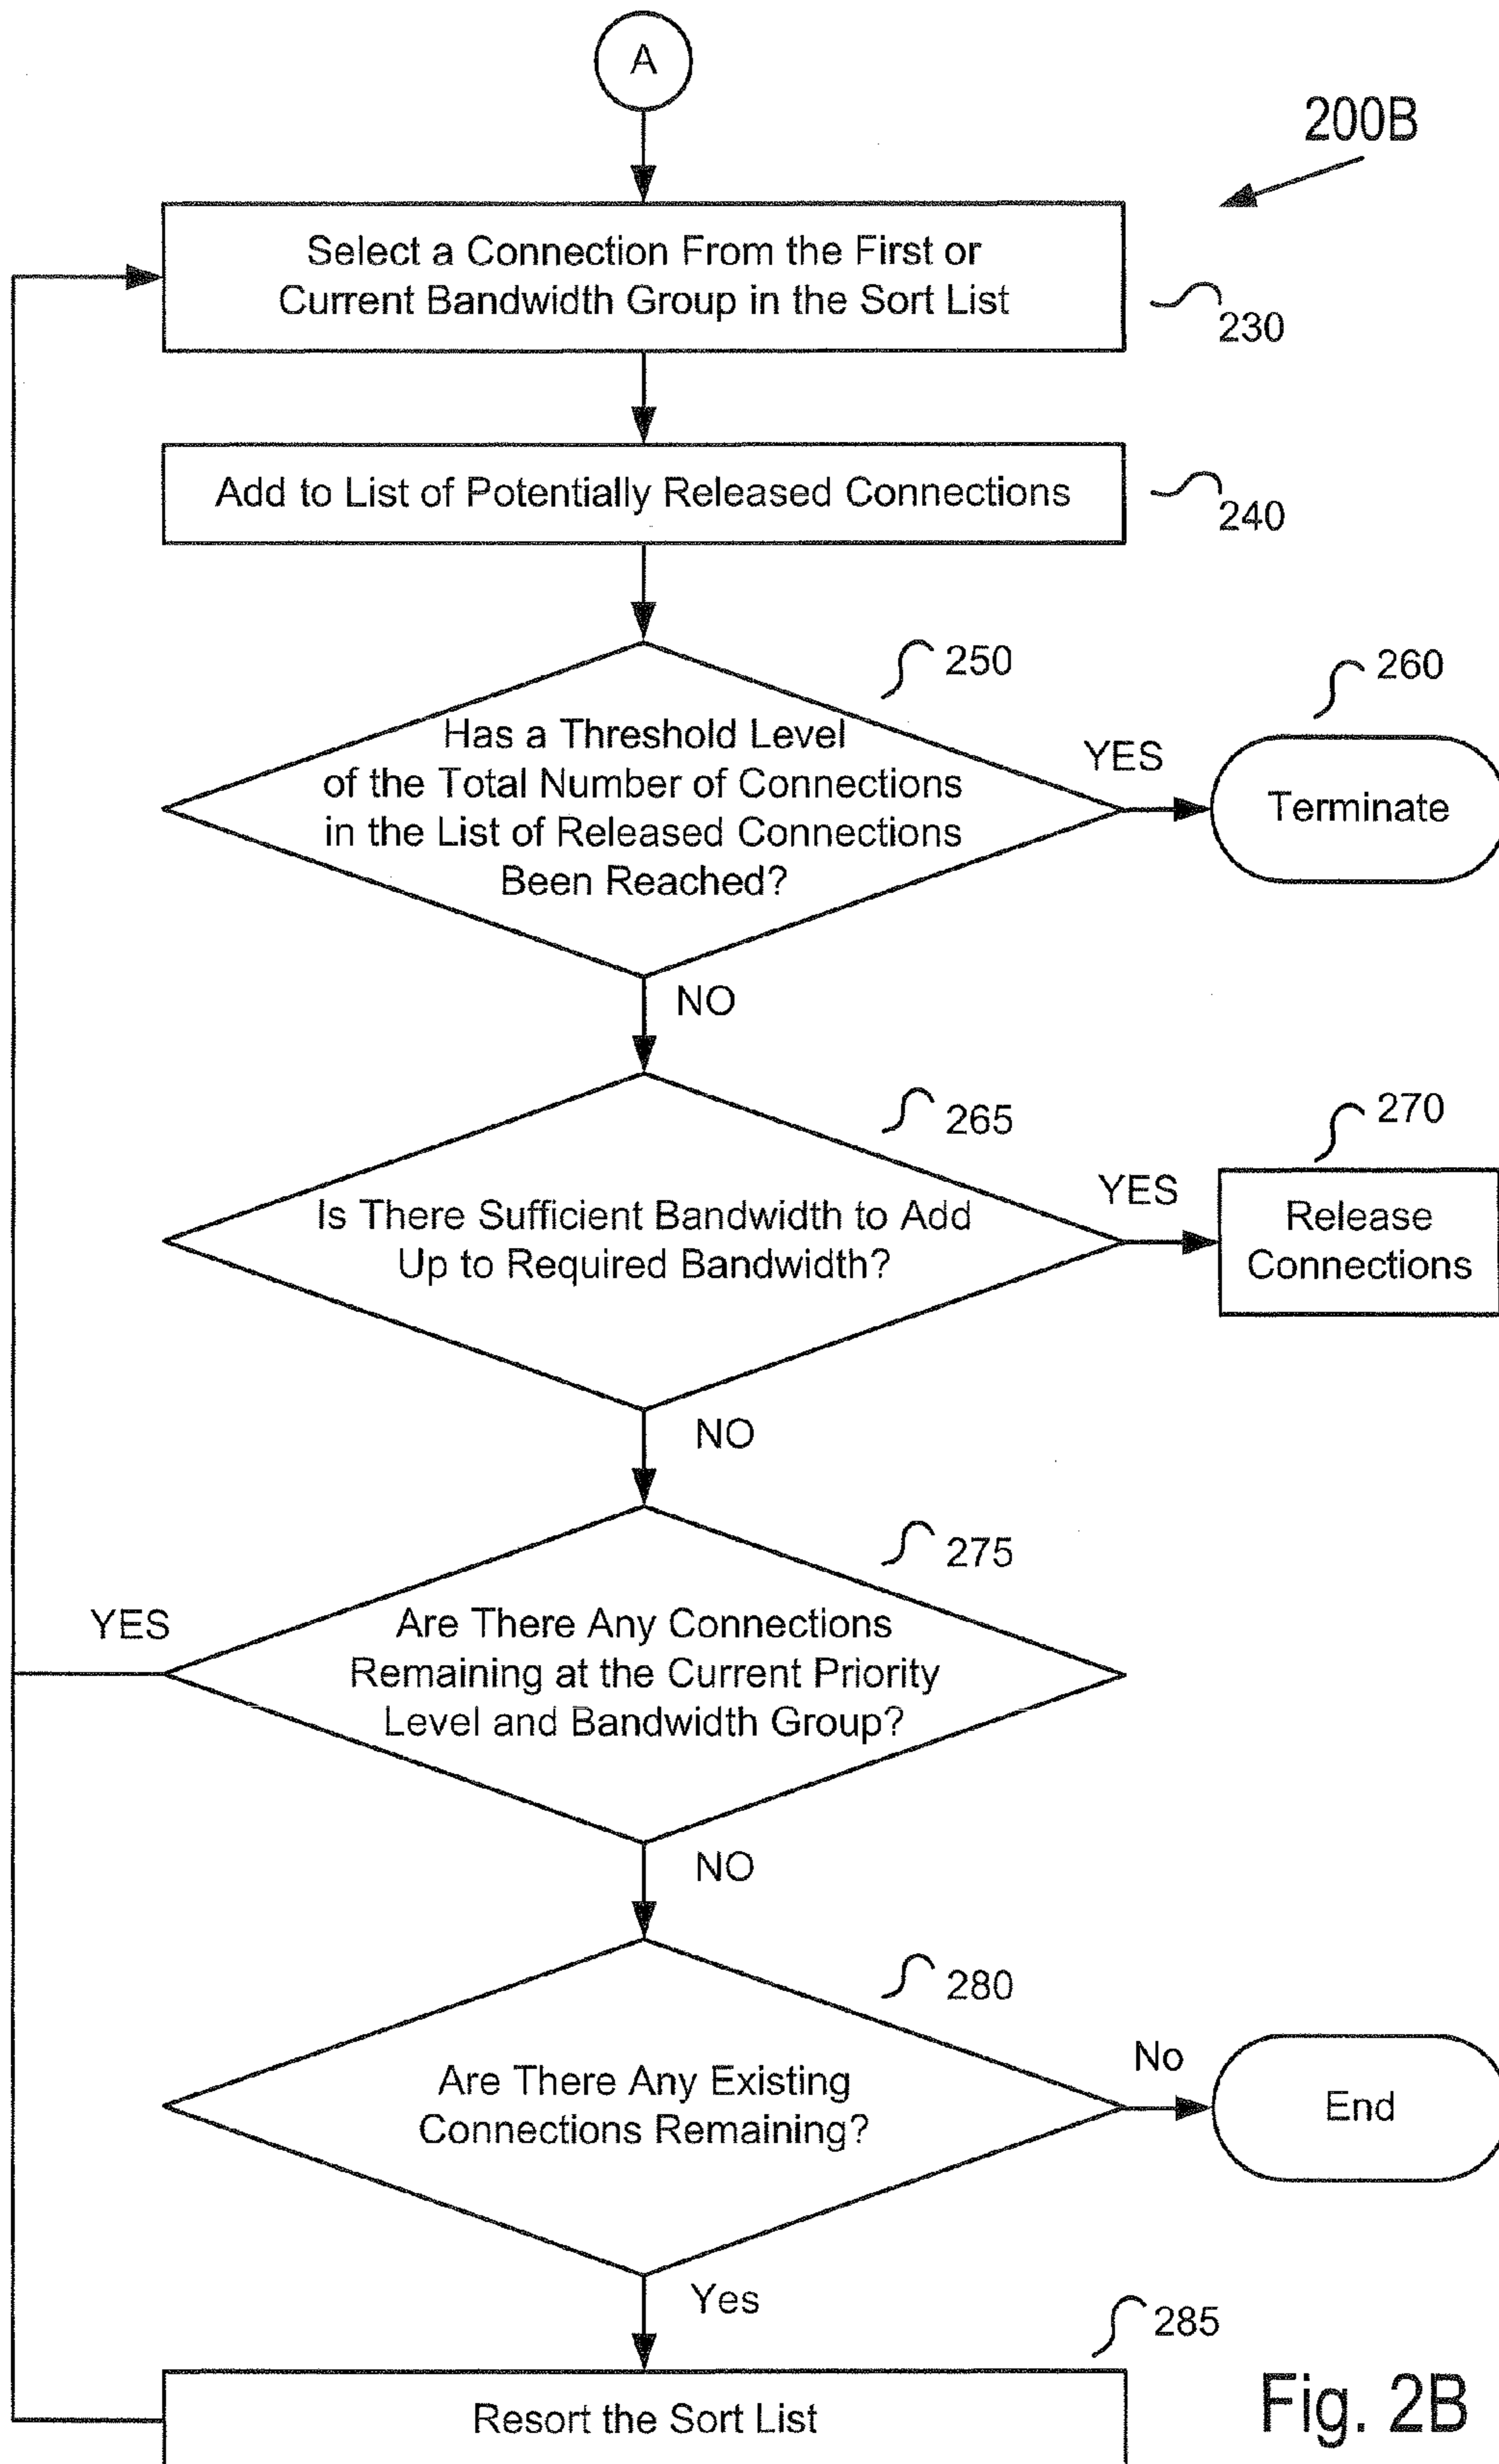 A
200B
Select a Connection From the First or
Current Bandwidth Group in the Sort List
230
Add to List of Potentially Released Connections
240
250
260
Has a Threshold Level
of the Total Number of Connections
in the List of Released Connections
Been Reached?
YES
Terminate
NO
265
270
Is There Sufficient Bandwidth to Add
Up to Required Bandwidth?
YES
Release
Connections
NO
275
YES
Are There Any Connections
Remaining at the Current Priority
Level and Bandwidth Group?
NO
280
Are There Any Existing
Connections Remaining?
No
End
Yes
285
Resort the Sort List
Fig. 2B